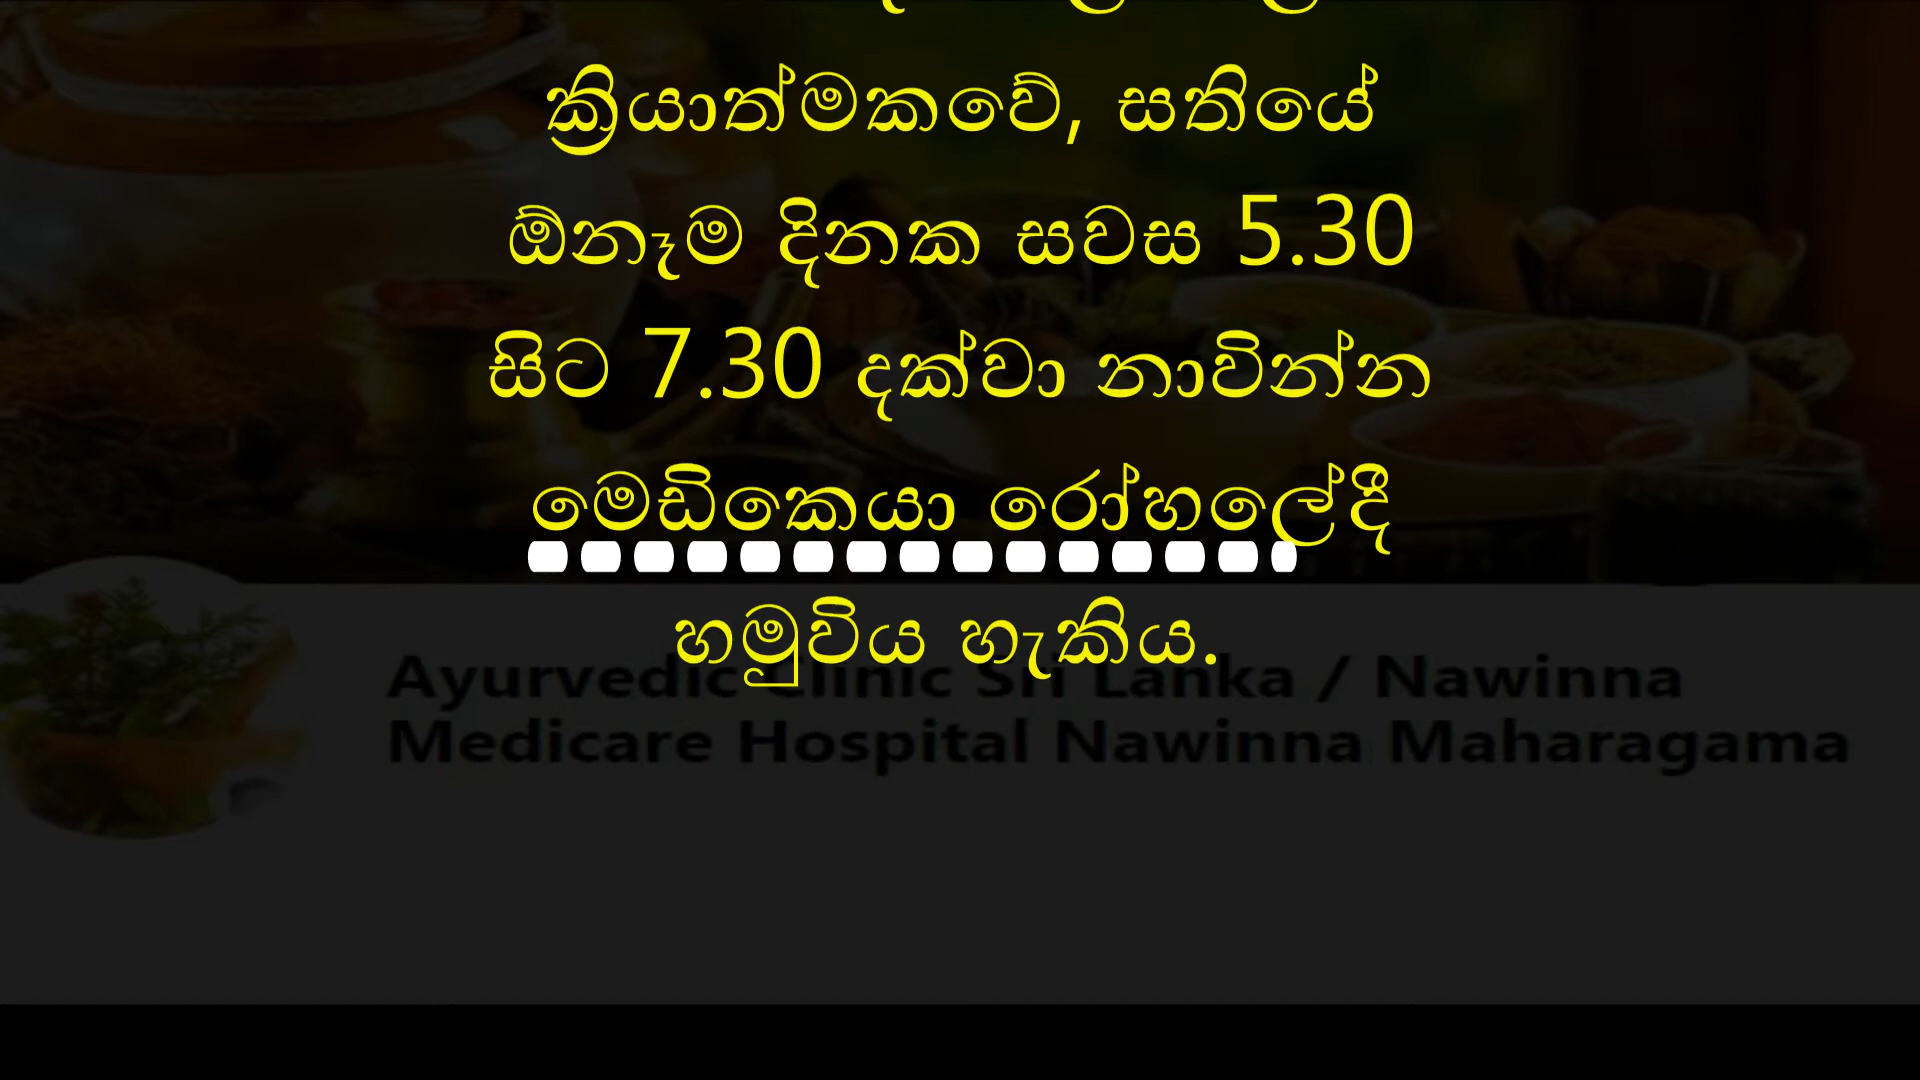 ක්‍රියාත්මකවේ, සතියේ
ඕනෑම දිනක සවස 5.30
සිට 7.30 දක්වා නාවින්න
මෙඩිකෙයා රෝහලේදී
හමුවිය හැකිය.
Ayurvedic Clinic Sri Lanka / Nawinna
Medicare Hospital Nawinna Maharagama